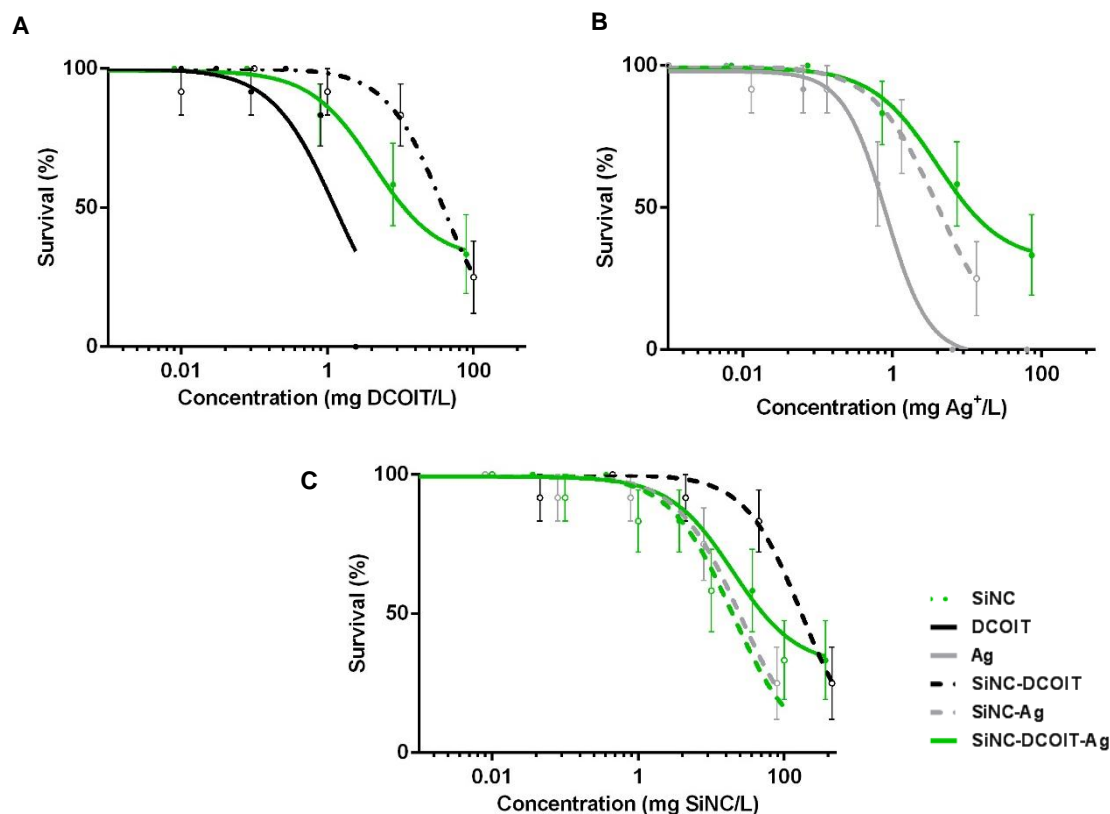 A
100
50
0
Survival (%)
0.01 1 100
Concentration (mg DCOIT/L)
B
100
50
0
Survival (%)
0.01 1 100
Concentration (mg Ag⁺/L)
C
100
50
0
Survival (%)
0.01 1 100
Concentration (mg SiNC/L)
SiNC
DCOIT
Ag
SiNC-DCOIT
SiNC-Ag
SiNC-DCOIT-Ag